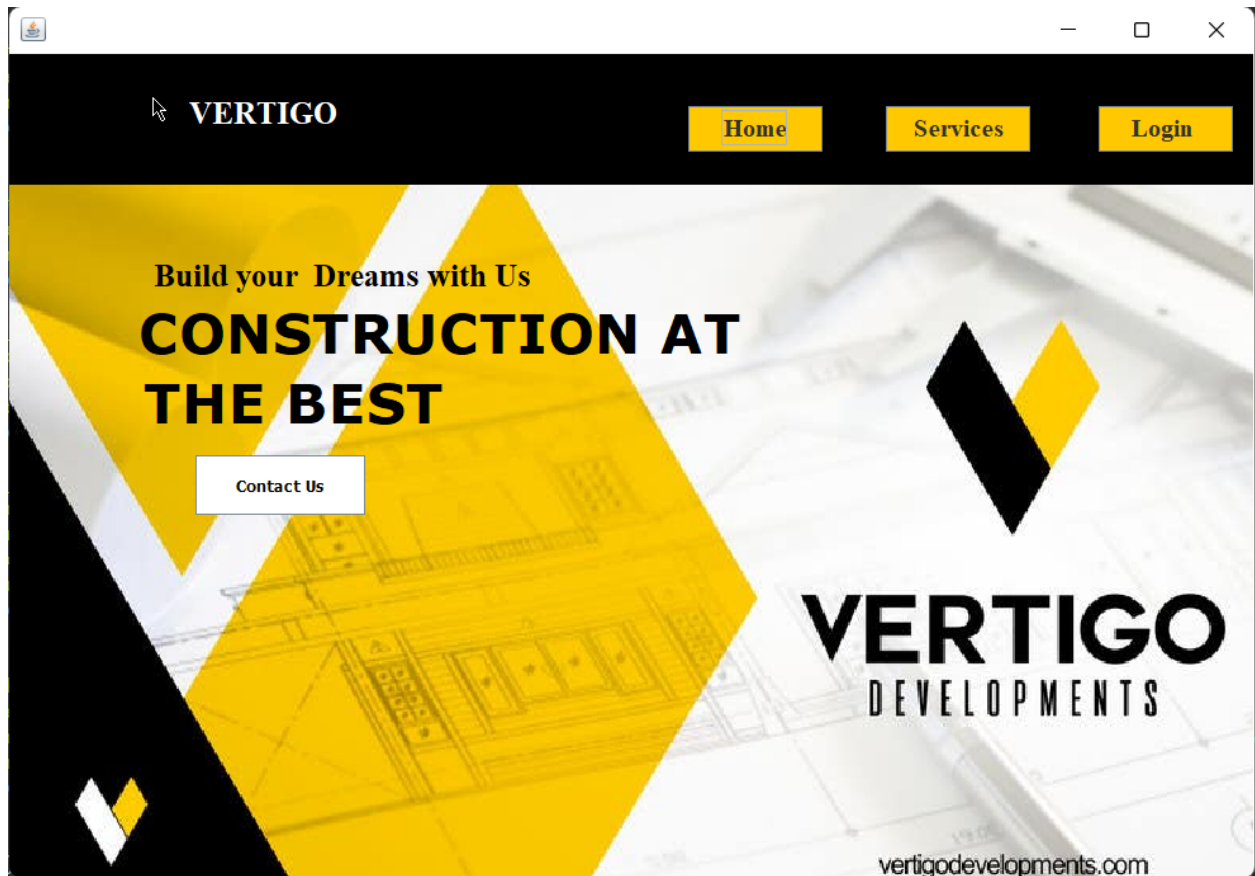 VERTIGO
Home
Services
Login
Build your  Dreams with Us
CONSTRUCTION AT
THE BEST
Contact Us
VERTIGO
DEVELOPMENTS
vertigodevelopments.com